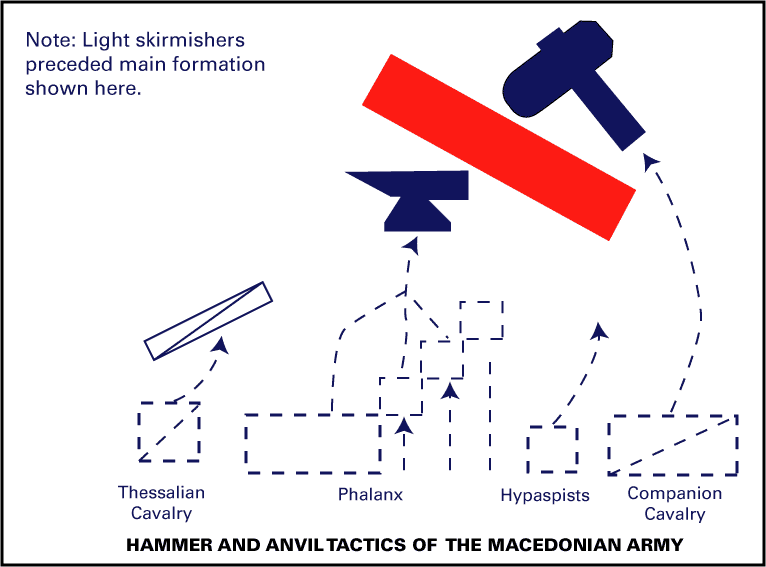 Note: Light skirmishers
preceded main formation
shown here.
Thessalian
Cavalry
Phalanx
Hypaspists
Companion
Cavalry
HAMMER AND ANVIL TACTICS OF THE MACEDONIAN ARMY